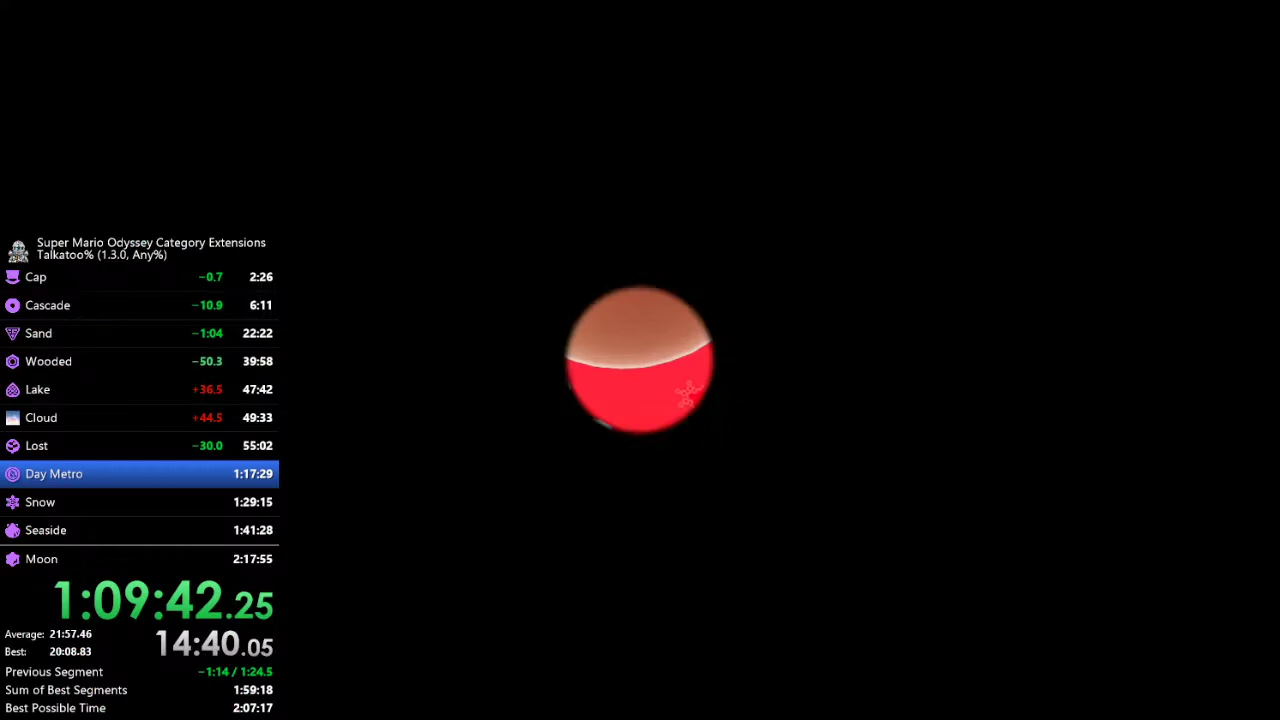 Super Mario Odyssey Category Extensions
Talkatoo% (1.3.0, Any%)
Cap −0.7 2:26
Cascade −10.9 6:11
Sand −1:04 22:22
Wooded −50.3 39:58
Lake +36.5 47:42
Cloud +44.5 49:33
Lost −30.0 55:02
Day Metro 1:17:29
Snow 1:29:15
Seaside 1:41:28
Moon 2:17:55
1:09:42.25
Average: 21:57.46
14:40.05
Best: 20:08.83
Previous Segment −1:14 / 1:24.5
Sum of Best Segments 1:59:18
Best Possible Time 2:07:17